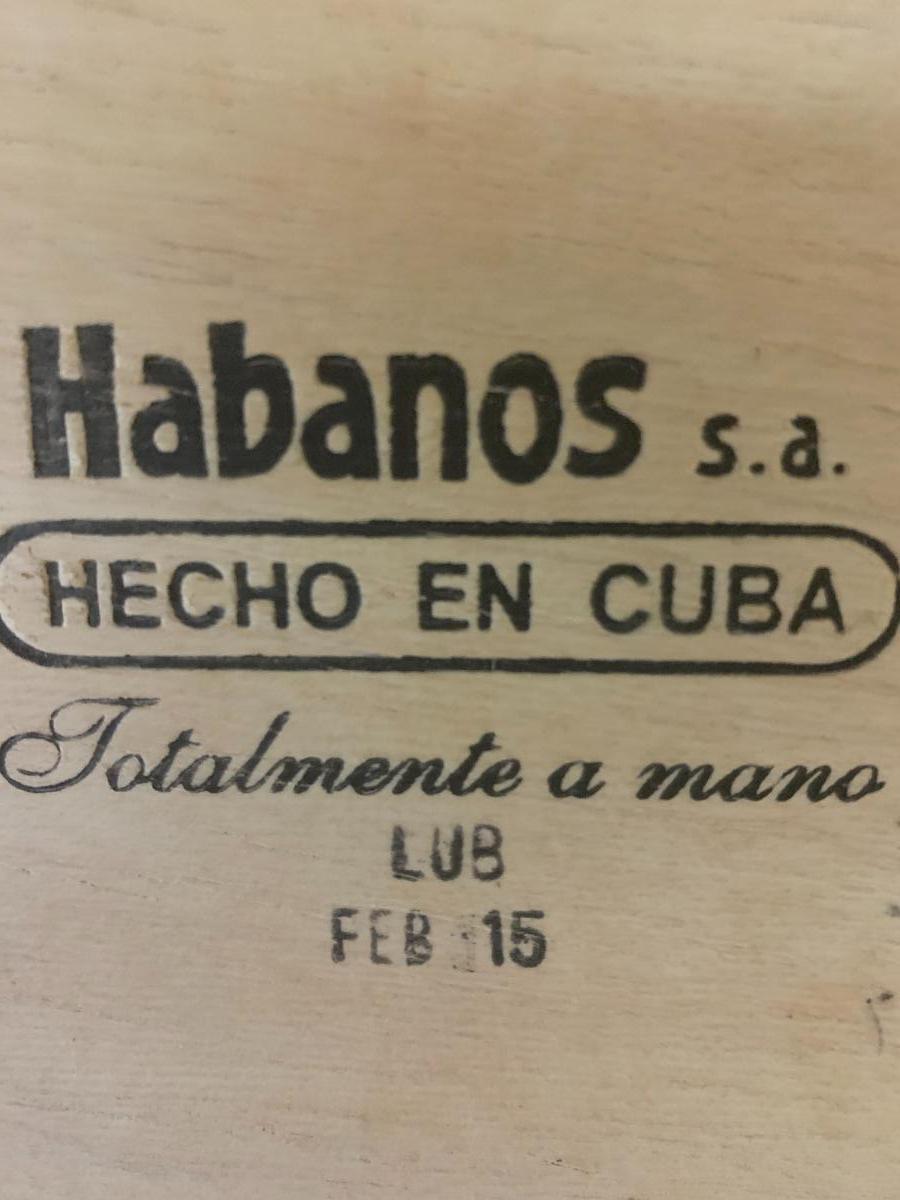 Habanos s.a.
HECHO EN CUBA
Totalmente a mano
LUB
FEB 15